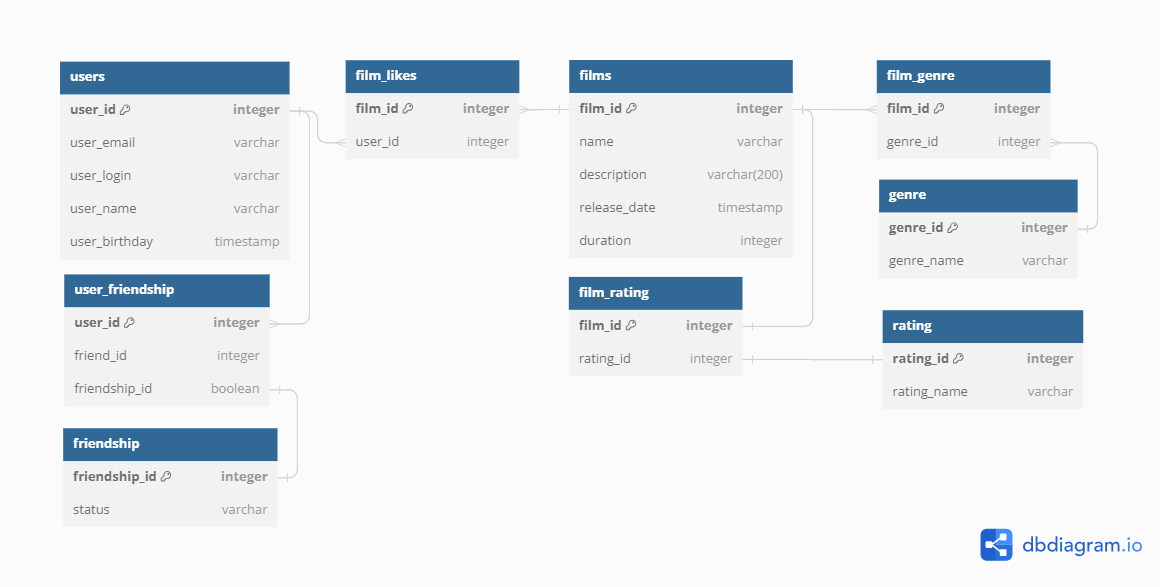 users
user_id integer
user_email varchar
user_login varchar
user_name varchar
user_birthday timestamp
user_friendship
user_id integer
friend_id integer
friendship_id boolean
friendship
friendship_id integer
status varchar
film_likes
film_id integer
user_id integer
films
film_id integer
name varchar
description varchar(200)
release_date timestamp
duration integer
film_rating
film_id integer
rating_id integer
film_genre
film_id integer
genre_id integer
genre
genre_id integer
genre_name varchar
rating
rating_id integer
rating_name varchar
dbdiagram.io